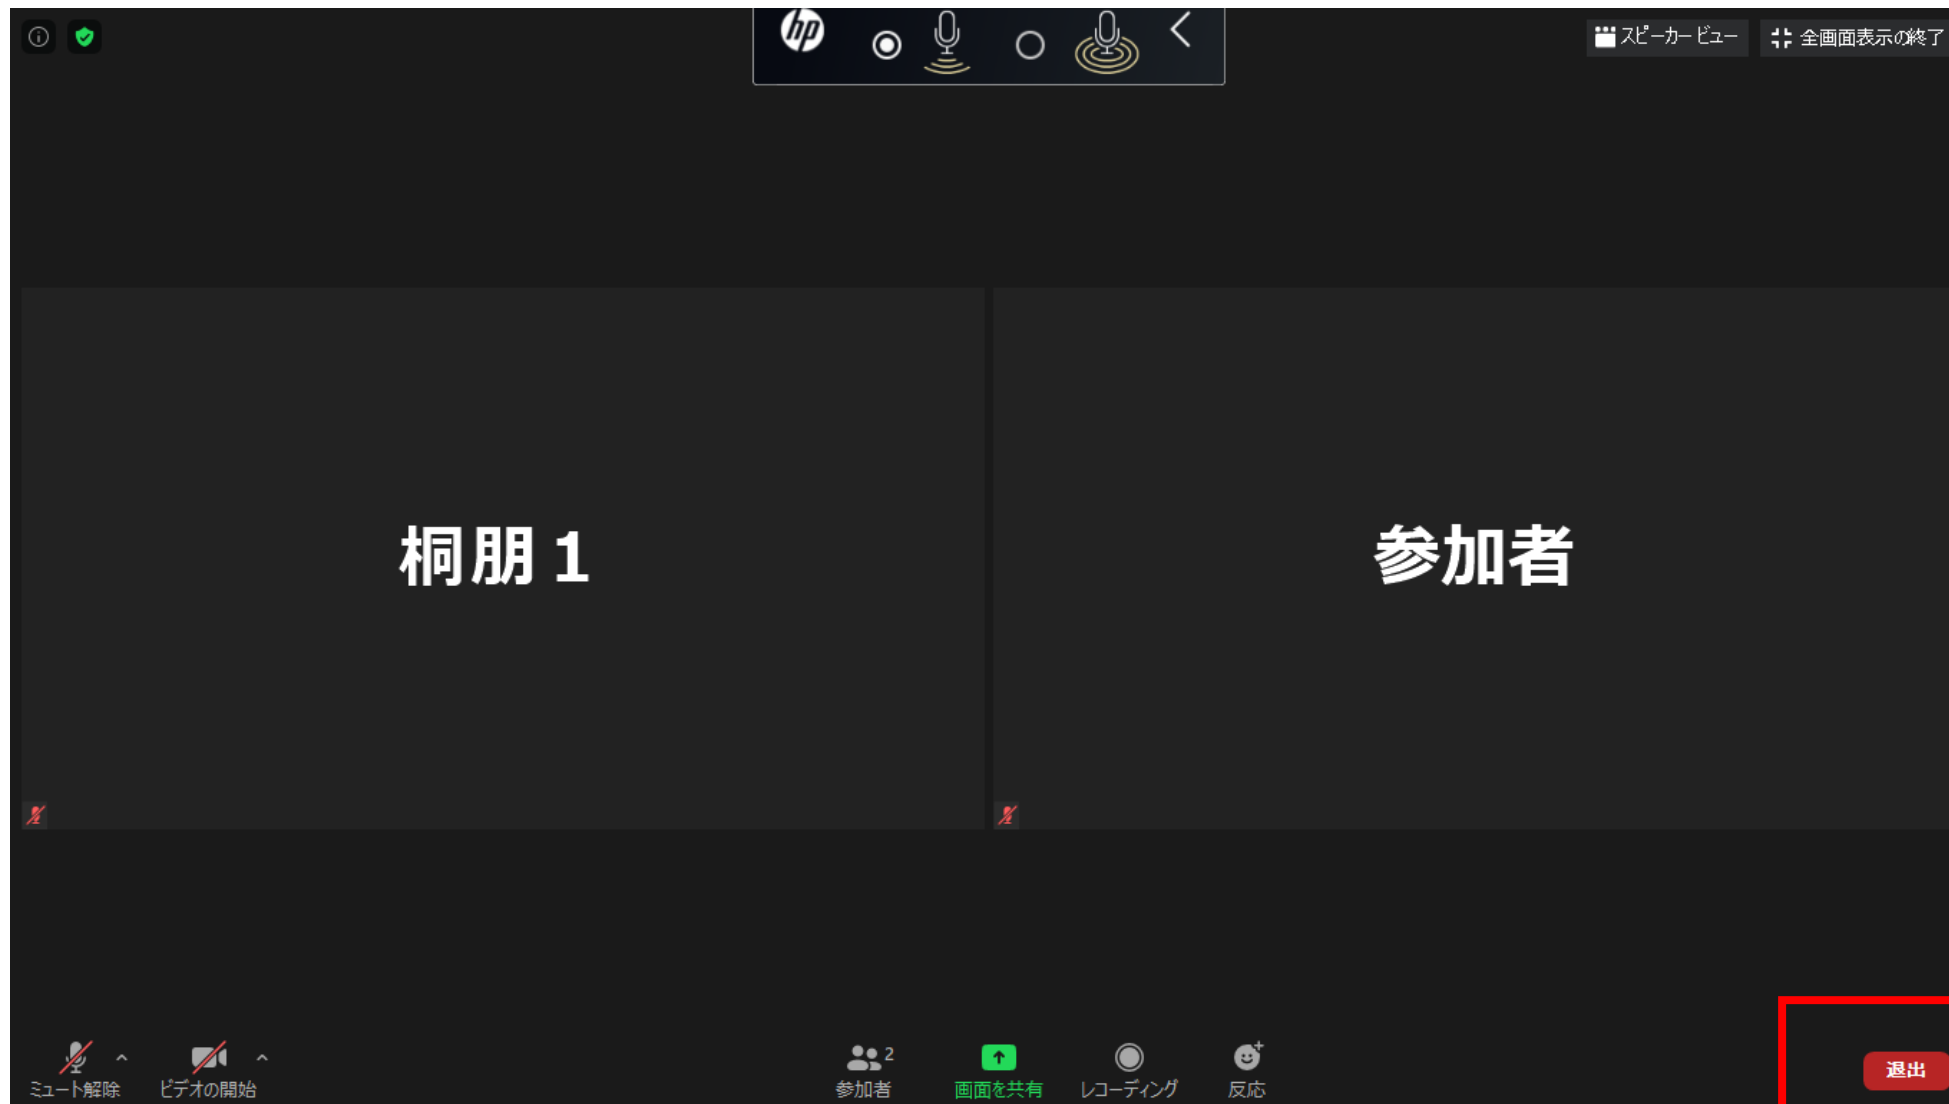 hp
スピーカー ビュー
全画面表示の終了
桐朋１
参加者
2
ミュート解除
ビデオの開始
参加者
画面を共有
レコーディング
反応
退出